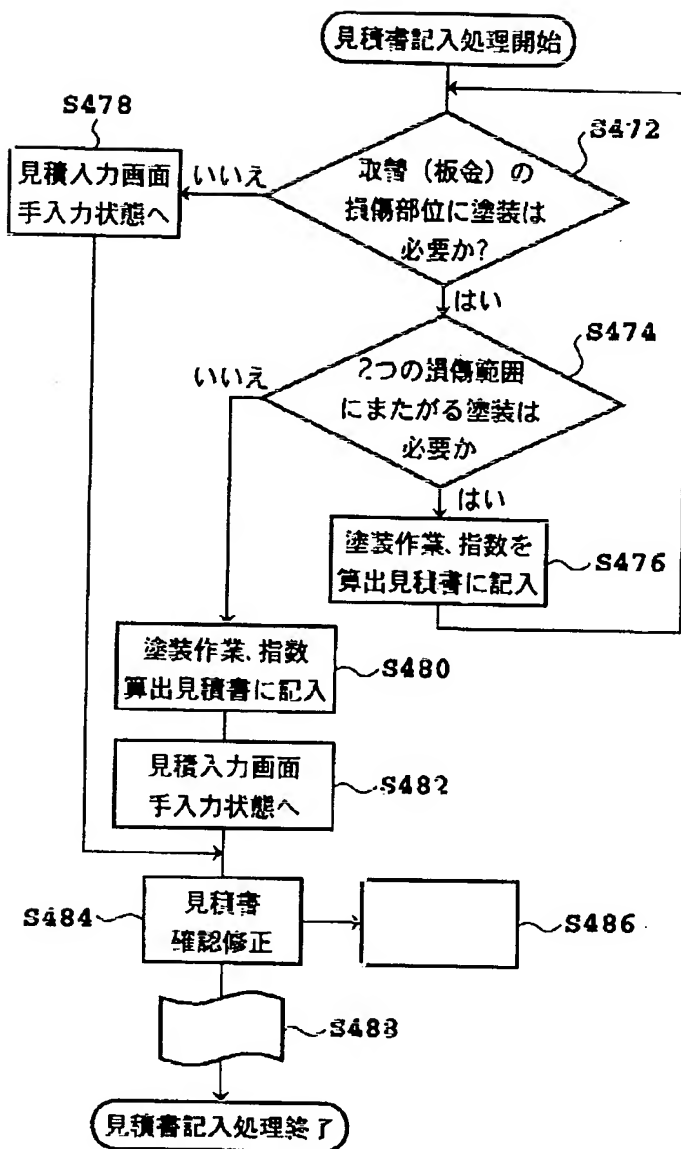 見積書記入処理開始
S478
S472
見積入力画面
手入力状態へ
いいえ
取替（板金）の
損傷部位に塗装は
必要か?
はい
S474
いいえ
2つの損傷範囲
にまたがる塗装は
必要か
はい
塗装作業、指数を
算出見積書に記入
S476
塗装作業、指数
算出見積書に記入
S480
見積入力画面
手入力状態へ
S482
S484
見積書
確認修正
S486
S488
見積書記入処理終了